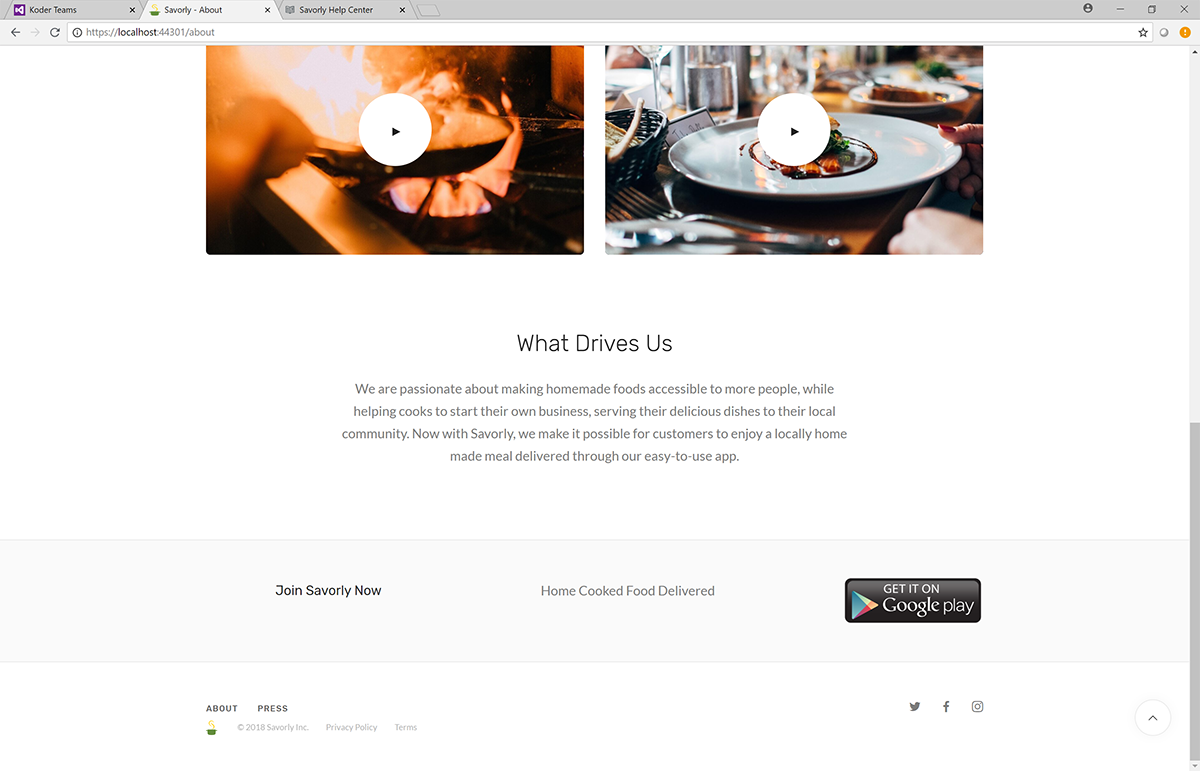 Koder Teams
Savorly - About
Savorly Help Center
https://localhost:44301/about
What Drives Us
We are passionate about making homemade foods accessible to more people, while
helping cooks to start their own business, serving their delicious dishes to their local
community. Now with Savorly, we make it possible for customers to enjoy a locally home
made meal delivered through our easy-to-use app.
Join Savorly Now
Home Cooked Food Delivered
GET IT ON
Google play
ABOUT
PRESS
© 2018 Savorly Inc.
Privacy Policy
Terms